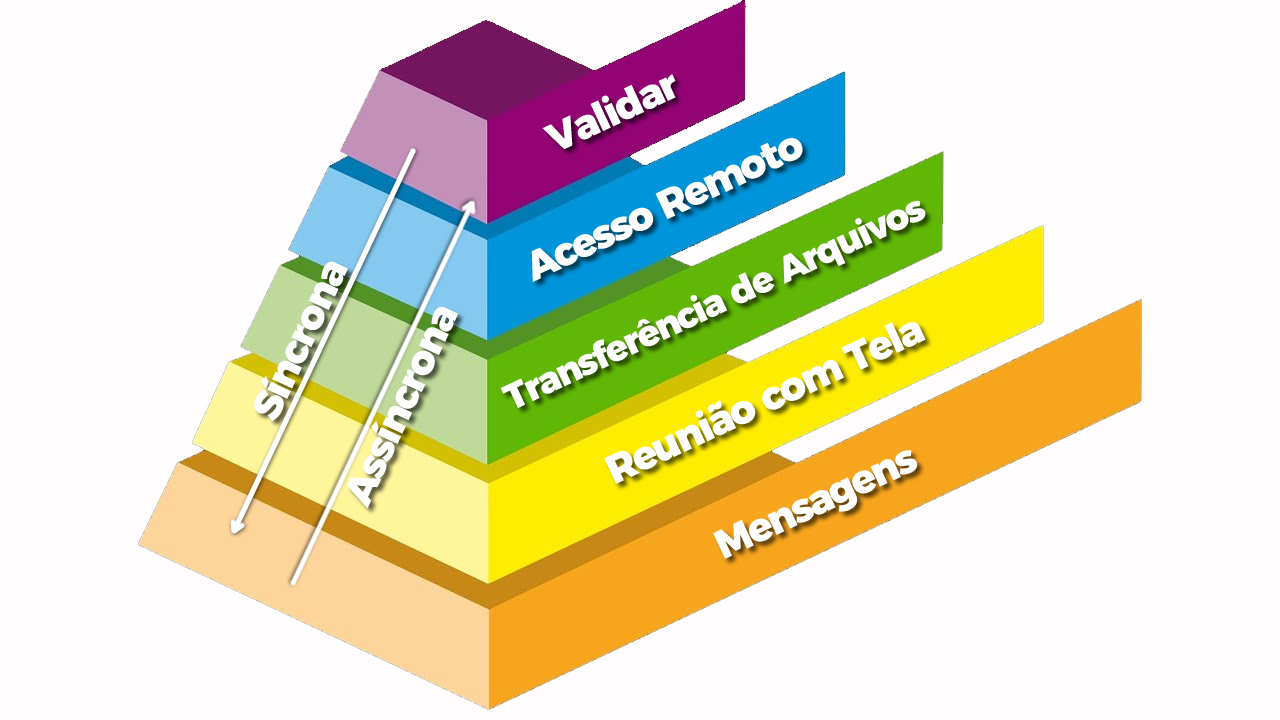 Validar
Acesso Remoto
Transferência de Arquivos
Reunião com Tela
Mensagens
Síncrona
Assíncrona